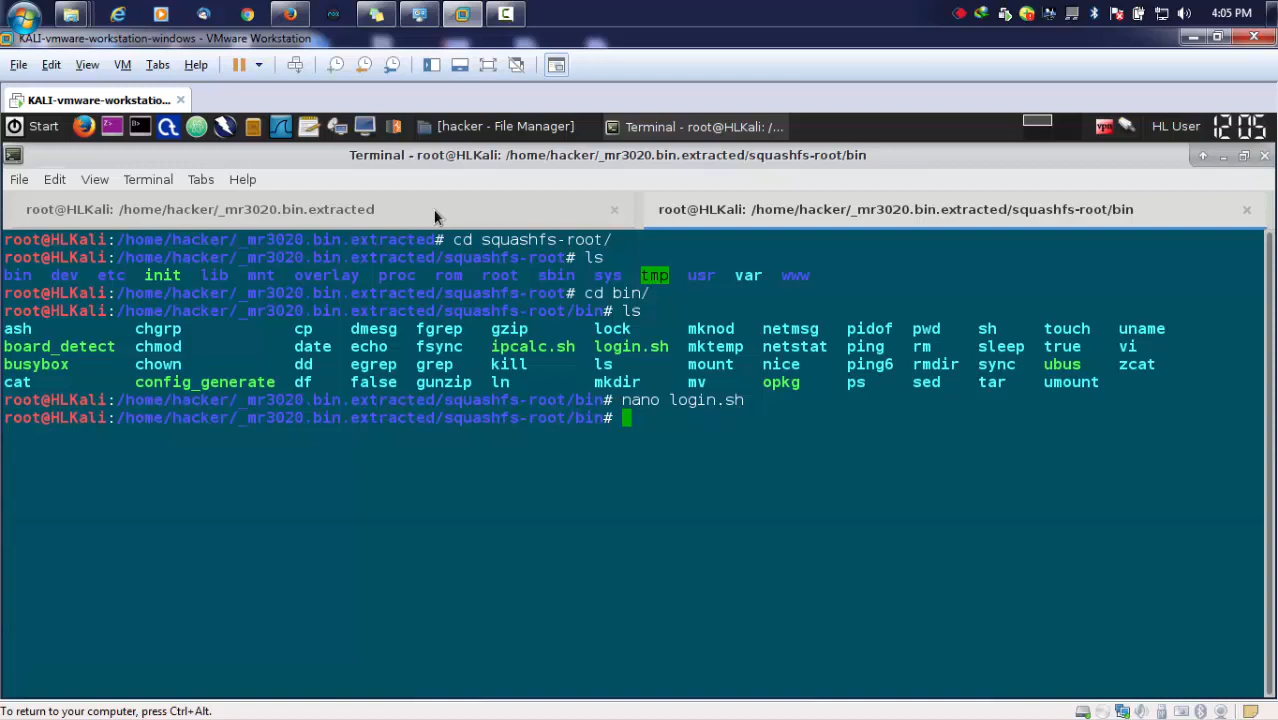 4:05 PM
KALI-vmware-workstation-windows - VMware Workstation
File Edit View VM Tabs Help
KALI-vmware-workstatio...
Start [hacker - File Manager] Terminal - root@HLKali: /... HL User 12:05
Terminal - root@HLKali: /home/hacker/_mr3020.bin.extracted/squashfs-root/bin
File Edit View Terminal Tabs Help
root@HLKali: /home/hacker/_mr3020.bin.extracted root@HLKali: /home/hacker/_mr3020.bin.extracted/squashfs-root/bin
root@HLKali:/home/hacker/_mr3020.bin.extracted# cd squashfs-root/
root@HLKali:/home/hacker/_mr3020.bin.extracted/squashfs-root# ls
bin dev etc init lib mnt overlay proc rom root sbin sys tmp usr var www
root@HLKali:/home/hacker/_mr3020.bin.extracted/squashfs-root# cd bin/
root@HLKali:/home/hacker/_mr3020.bin.extracted/squashfs-root/bin# ls
ash chgrp cp dmesg fgrep gzip lock mknod netmsg pidof pwd sh touch uname
board_detect chmod date echo fsync ipcalc.sh login.sh mktemp netstat ping rm sleep true vi
busybox chown dd egrep grep kill ls mount nice ping6 rmdir sync ubus zcat
cat config_generate df false gunzip ln mkdir mv opkg ps sed tar umount
root@HLKali:/home/hacker/_mr3020.bin.extracted/squashfs-root/bin# nano login.sh
root@HLKali:/home/hacker/_mr3020.bin.extracted/squashfs-root/bin#
To return to your computer, press Ctrl+Alt.